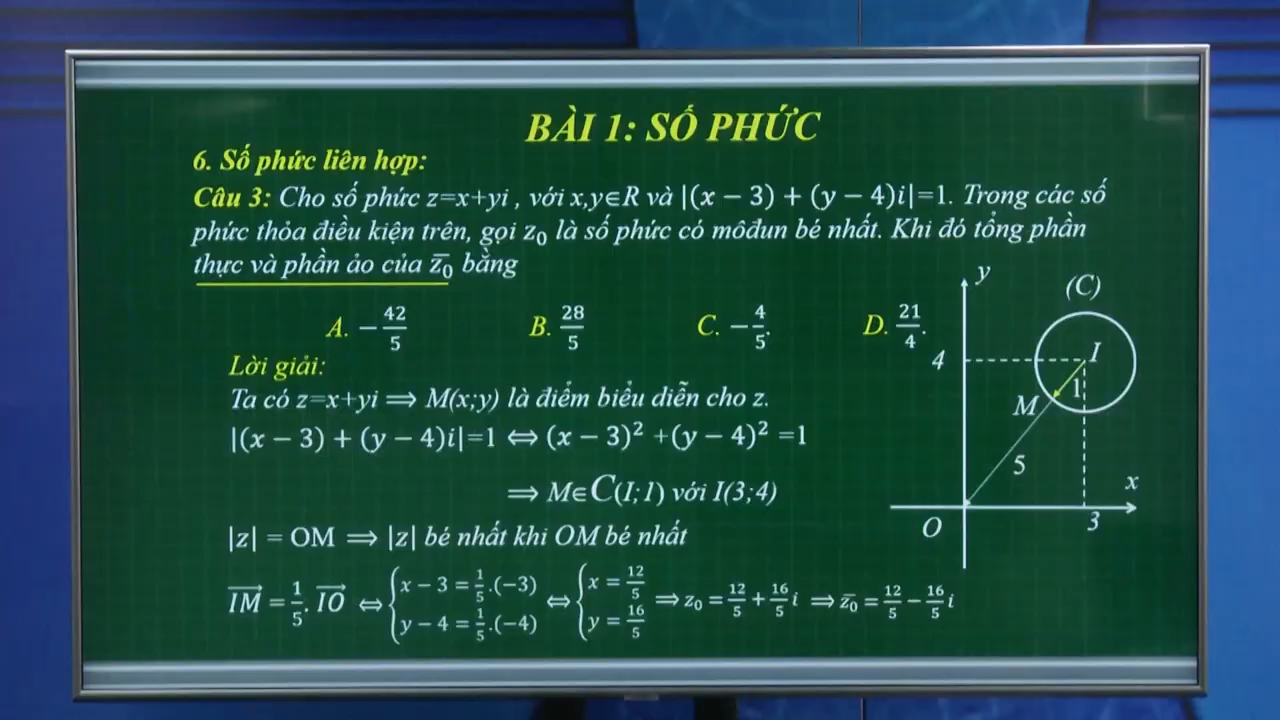 BÀI 1: SỐ PHỨC
6. Số phức liên hợp:
Câu 3: Cho số phức z=x+yi , với x,y∈R và |(x − 3) + (y − 4)i|=1. Trong các số
phức thỏa điều kiện trên, gọi z₀ là số phức có môđun bé nhất. Khi đó tổng phần
thực và phần ảo của z̄₀ bằng
A. −42/5 B. 28/5 C. −4/5. D. 21/4.
Lời giải:
Ta có z=x+yi ⟹ M(x;y) là điểm biểu diễn cho z.
|(x − 3) + (y − 4)i|=1 ⇔ (x − 3)² +(y − 4)² =1
⟹ M∈C(I;1) với I(3;4)
|z| = OM ⟹ |z| bé nhất khi OM bé nhất
\overrightarrow{IM} = 1/5. \overrightarrow{IO} ⇔ { x − 3 = 1/5.(−3) ; y − 4 = 1/5.(−4) ⇔ { x = 12/5 ; y = 16/5 ⟹ z₀ = 12/5 + 16/5 i ⟹ z̄₀ = 12/5 − 16/5 i
y
(C)
4
I
1
M
5
x
O
3